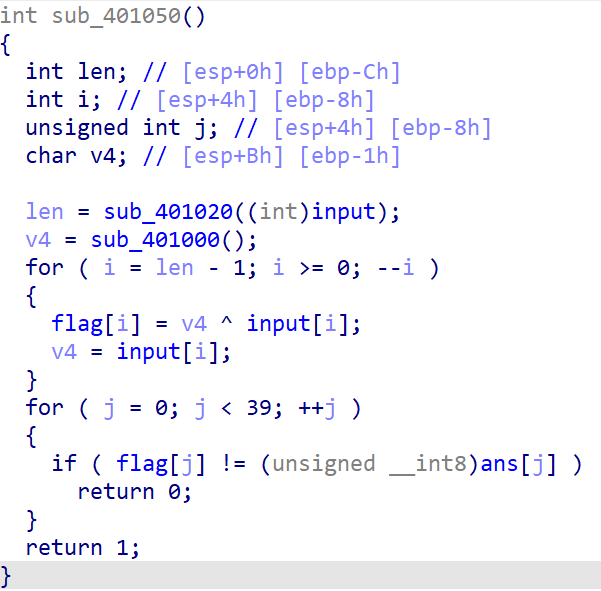 int sub_401050()
{
  int len; // [esp+0h] [ebp-Ch]
  int i; // [esp+4h] [ebp-8h]
  unsigned int j; // [esp+4h] [ebp-8h]
  char v4; // [esp+Bh] [ebp-1h]

  len = sub_401020((int)input);
  v4 = sub_401000();
  for ( i = len - 1; i >= 0; --i )
  {
    flag[i] = v4 ^ input[i];
    v4 = input[i];
  }
  for ( j = 0; j < 39; ++j )
  {
    if ( flag[j] != (unsigned __int8)ans[j] )
      return 0;
  }
  return 1;
}